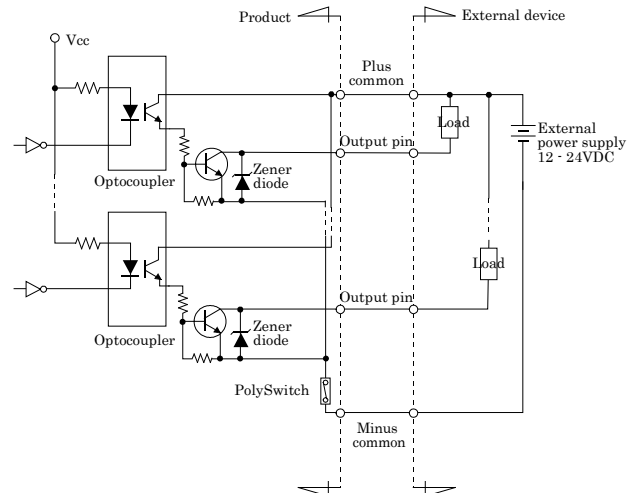 Product
External device
Vcc
Plus
common
Load
External
power supply
12 - 24VDC
Output pin
Zener
diode
Optocoupler
Load
Output pin
Zener
diode
Optocoupler
PolySwitch
Minus
common